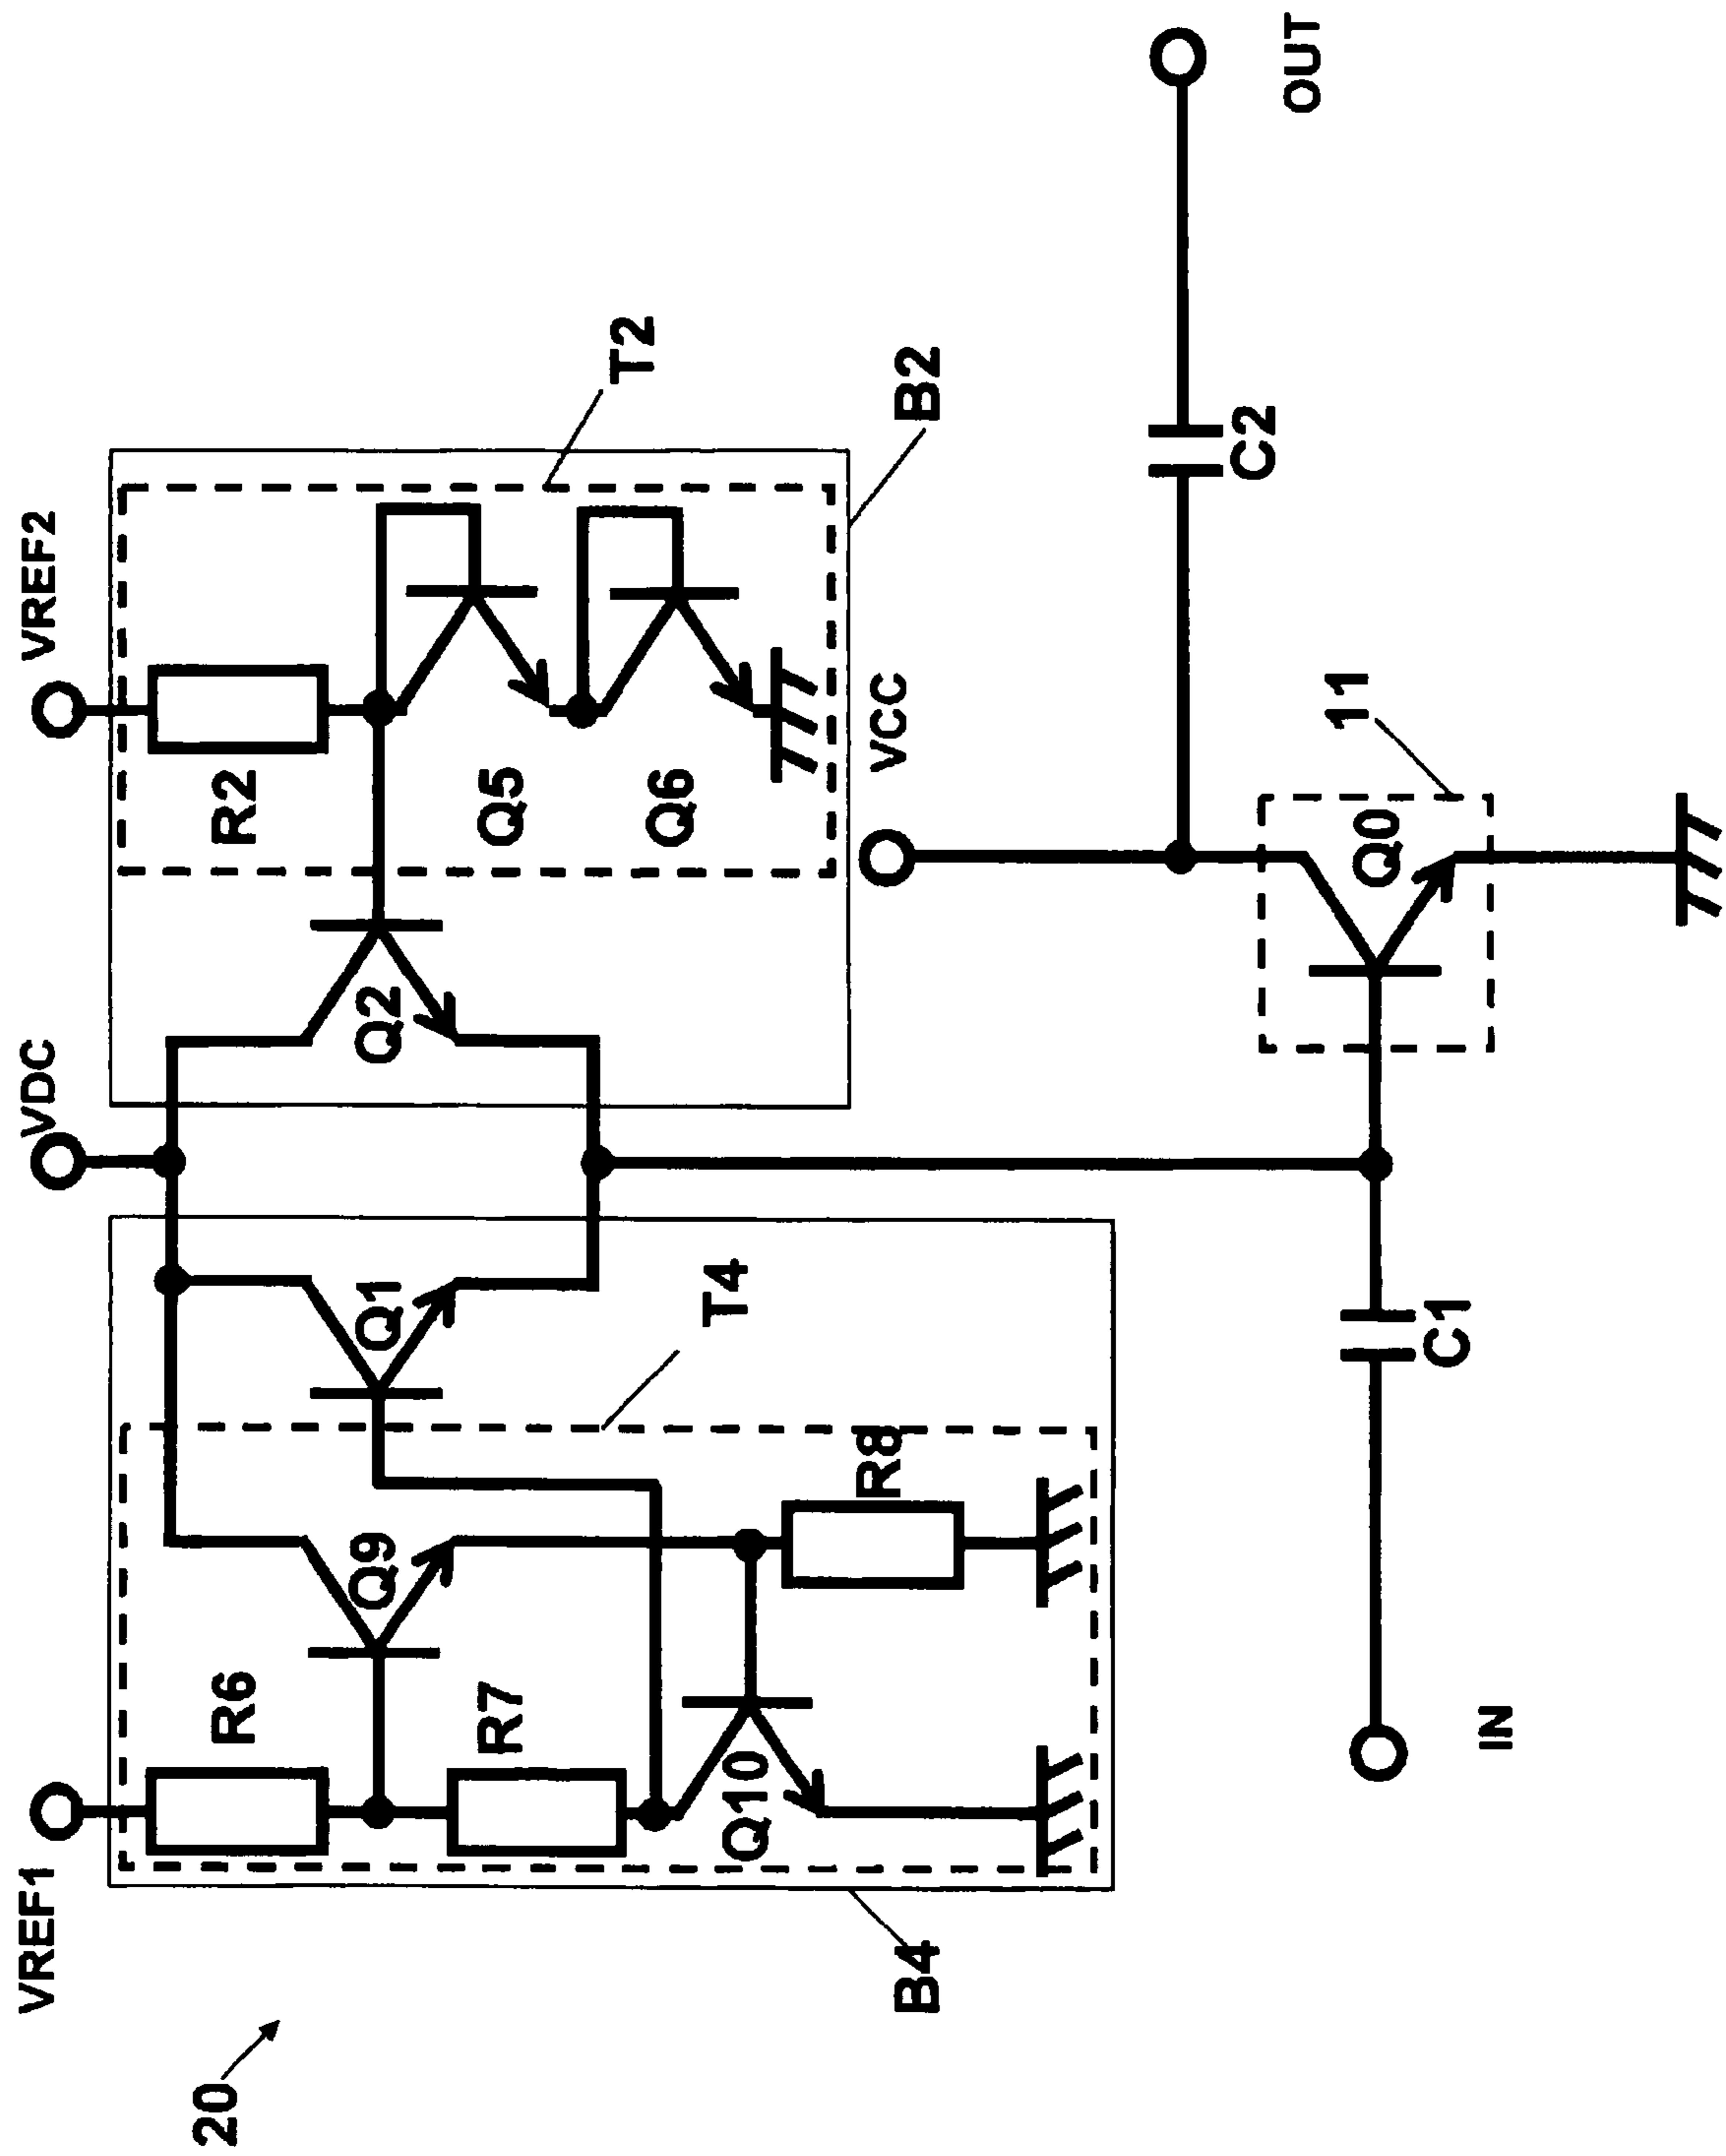 20
VREF1
VDC
VREF2
R6
R2
Q9
Q1
Q2
R7
Q5
Q6
T2
Q10
T4
R8
VCC
B4
B2
C2
OUT
Q0
11
C1
IN